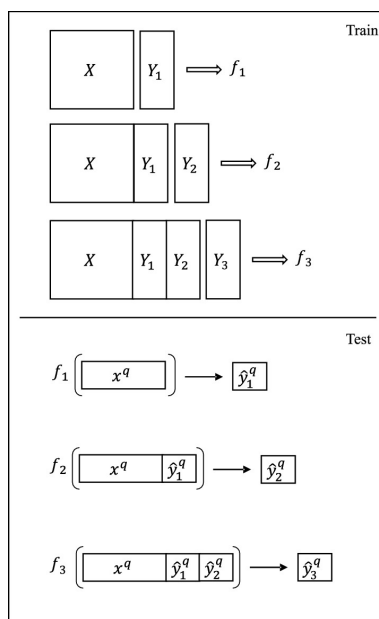 Train
X Y₁ ⇒ f₁
X Y₁ Y₂ ⇒ f₂
X Y₁ Y₂ Y₃ ⇒ f₃
Test
f₁ ( x^q ) → ŷ₁^q
f₂ ( x^q ŷ₁^q ) → ŷ₂^q
f₃ ( x^q ŷ₁^q ŷ₂^q ) → ŷ₃^q